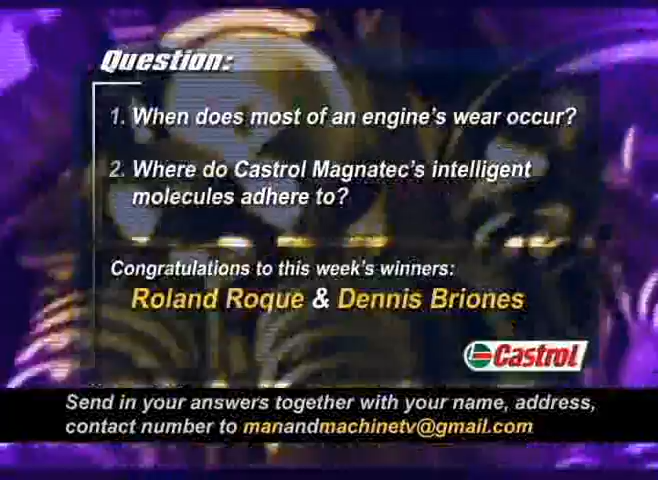 Question:
1. When does most of an engine's wear occur?
2. Where do Castrol Magnatec's intelligent
molecules adhere to?
Congratulations to this week's winners:
Roland Roque & Dennis Briones
Castrol
Send in your answers together with your name, address,
contact number to manandmachinetv@gmail.com